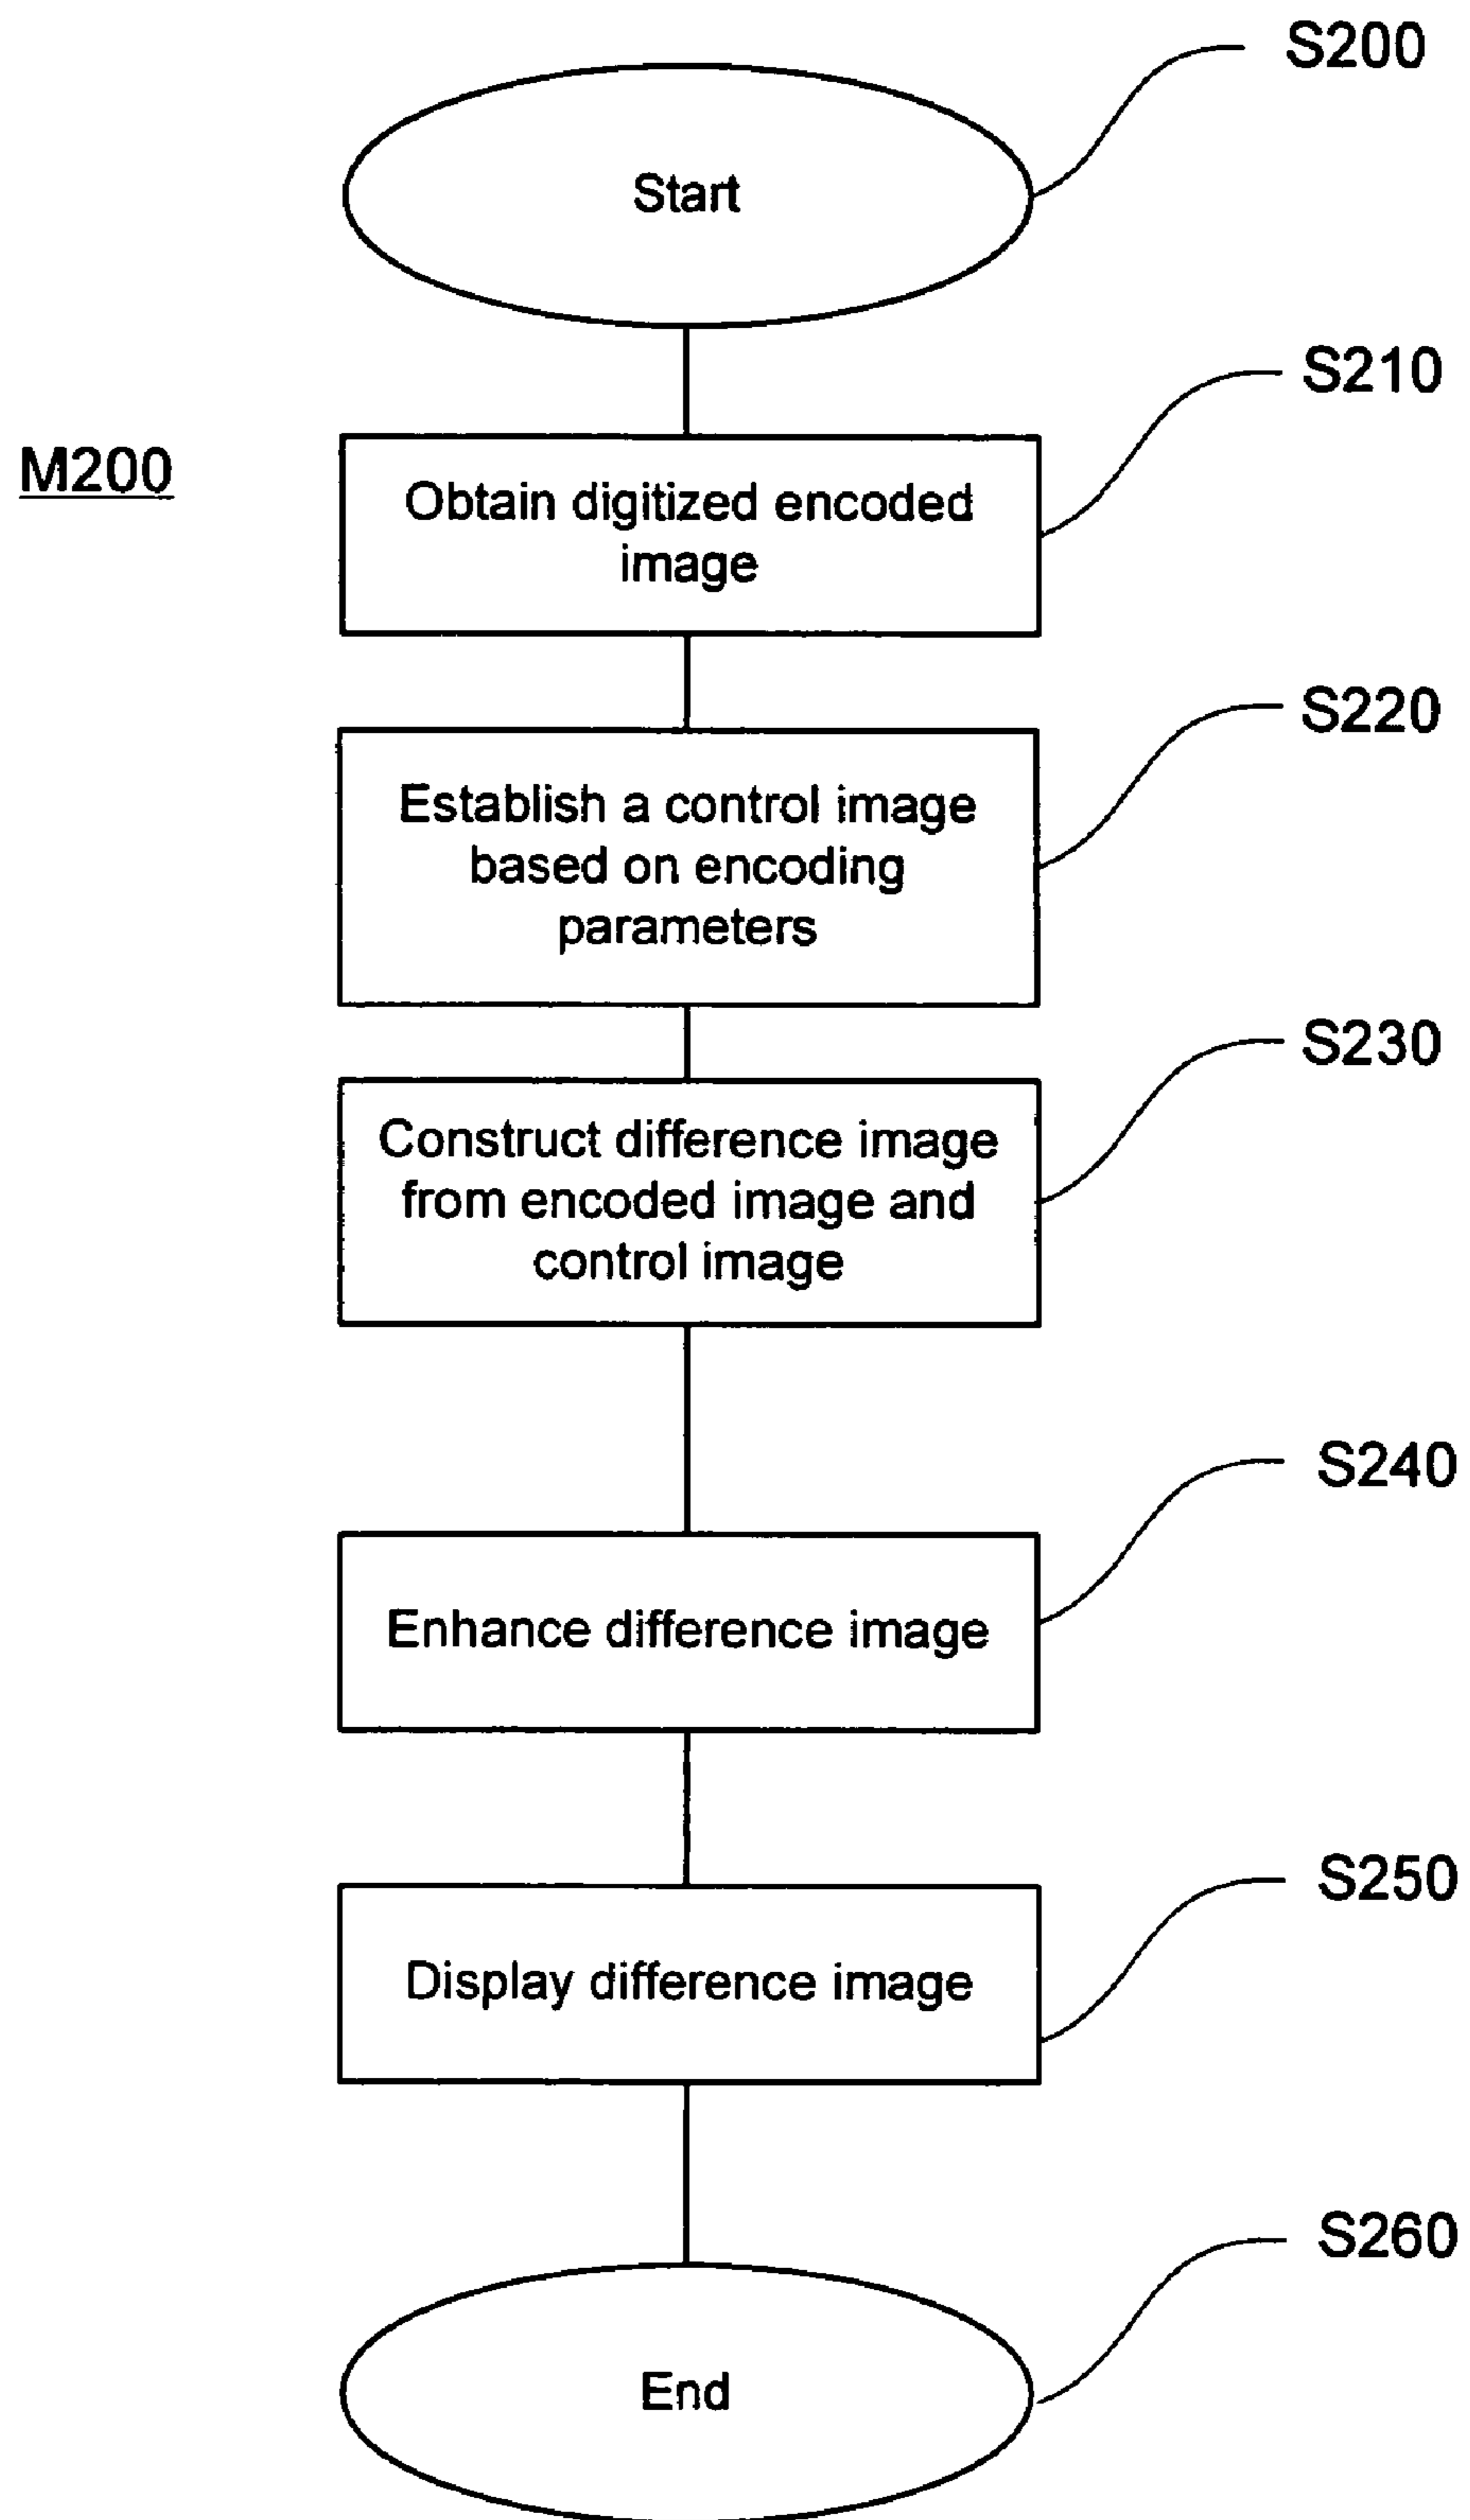 S200
Start
S210
M200
Obtain digitized encoded
image
S220
Establish a control image
based on encoding
parameters
S230
Construct difference image
from encoded image and
control image
S240
Enhance difference image
S250
Display difference image
S260
End